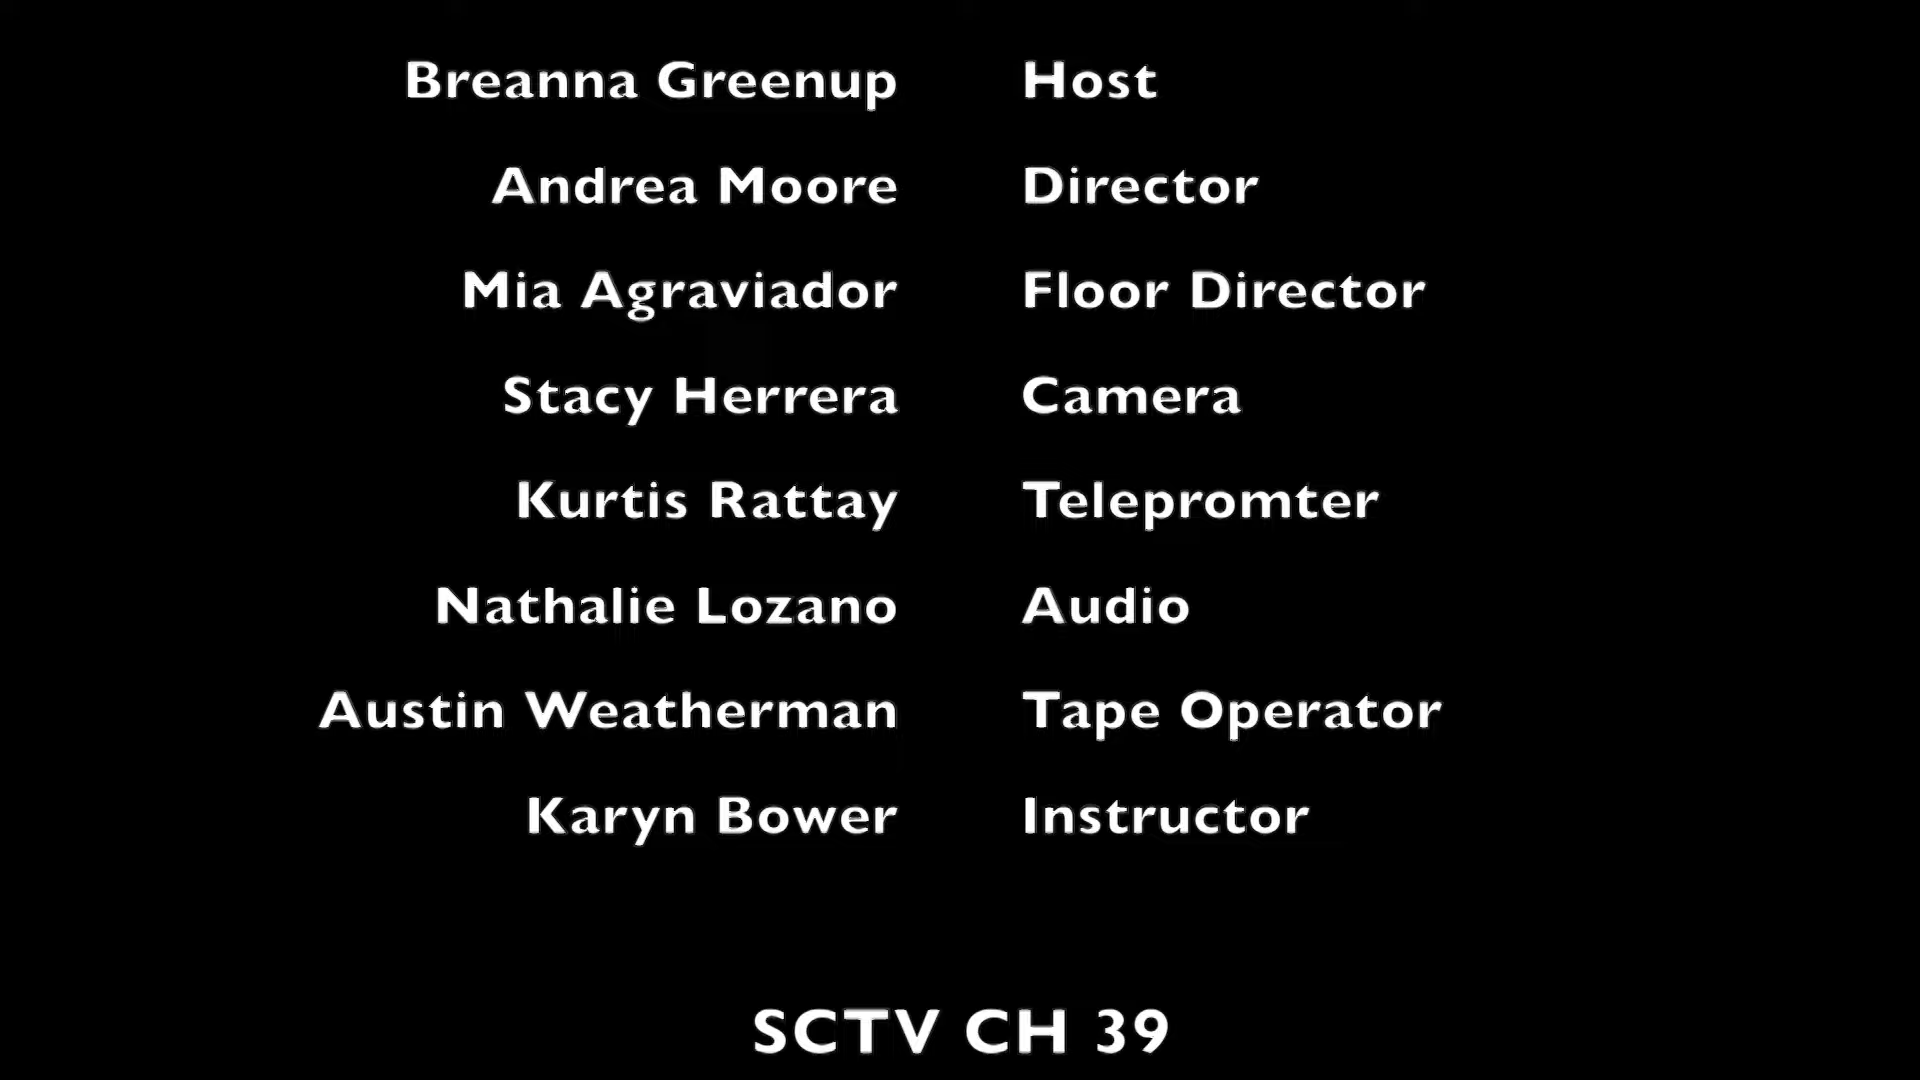 Breanna Greenup Host
Andrea Moore Director
Mia Agraviador Floor Director
Stacy Herrera Camera
Kurtis Rattay Telepromter
Nathalie Lozano Audio
Austin Weatherman Tape Operator
Karyn Bower Instructor
SCTV CH 39